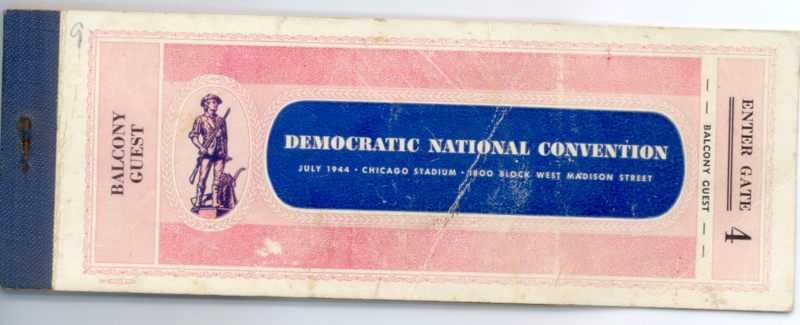 9
BALCONY
GUEST
DEMOCRATIC NATIONAL CONVENTION
JULY 1944 • CHICAGO STADIUM • 1800 BLOCK WEST MADISON STREET
— — BALCONY GUEST — —
ENTER GATE 4